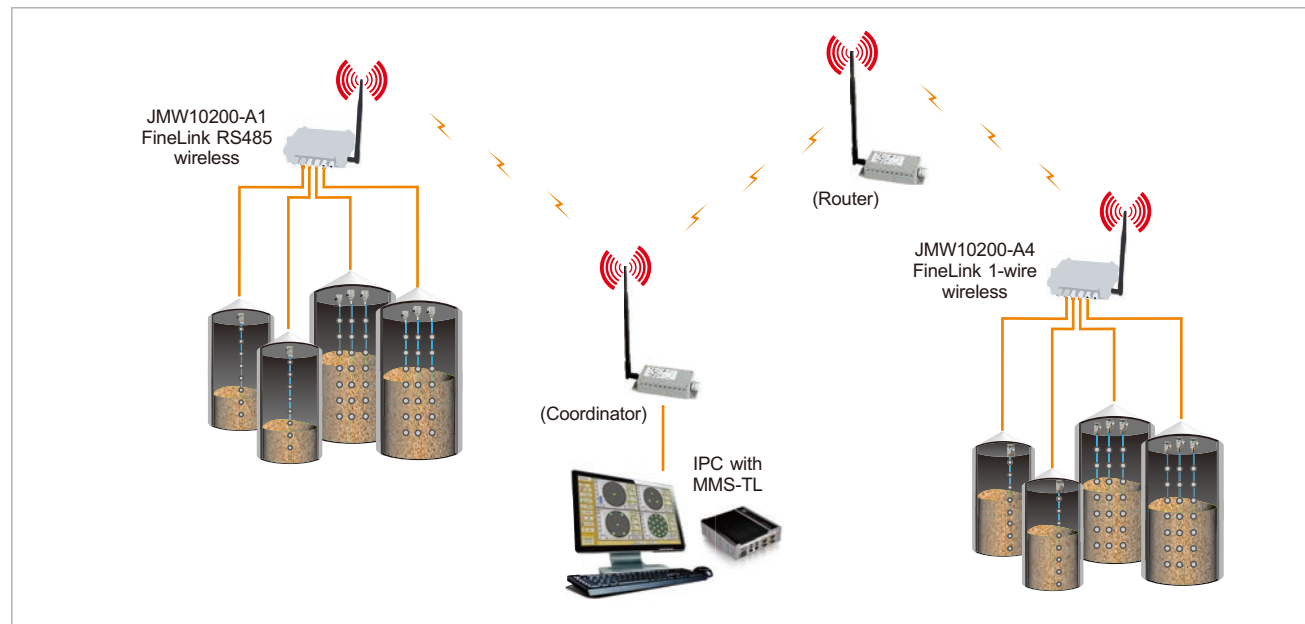 JMW10200-A1
FineLink RS485
wireless
(Router)
JMW10200-A4
FineLink 1-wire
wireless
(Coordinator)
IPC with
MMS-TL